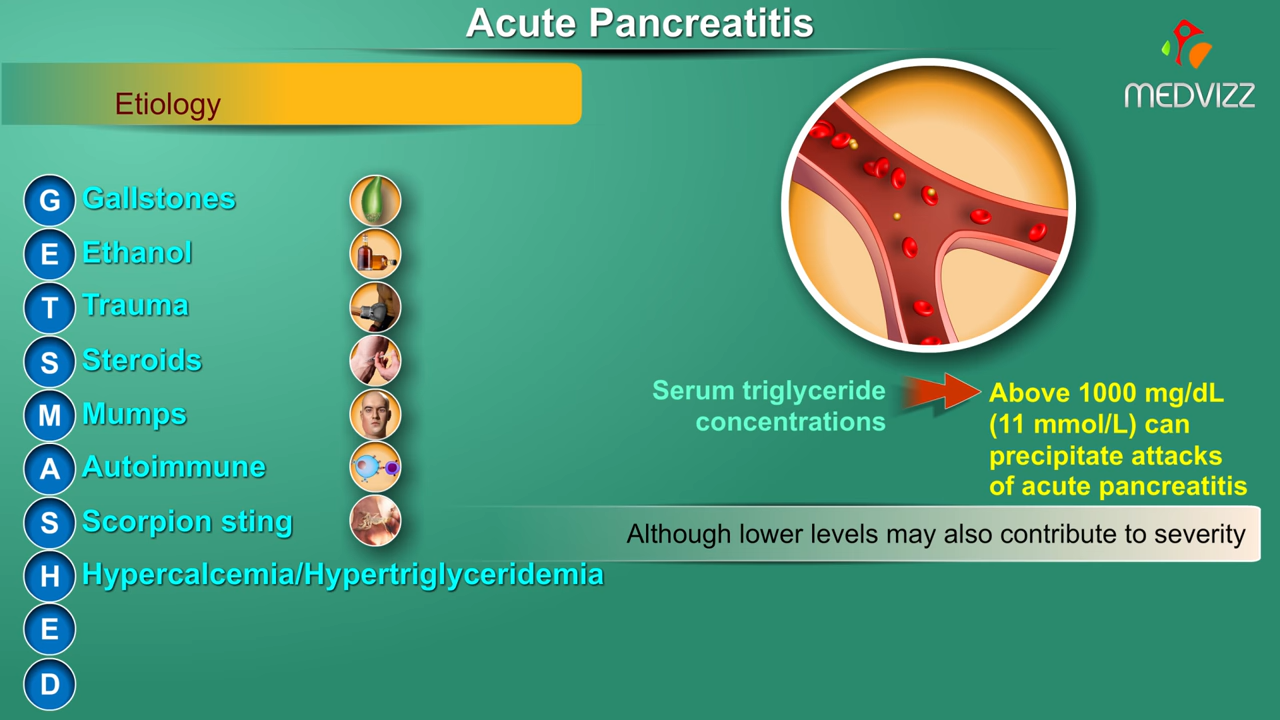 Acute Pancreatitis
MEDVIZZ
Etiology
G Gallstones
E Ethanol
T Trauma
S Steroids
M Mumps
A Autoimmune
S Scorpion sting
H Hypercalcemia/Hypertriglyceridemia
E
D
Serum triglyceride
concentrations
Above 1000 mg/dL
(11 mmol/L) can
precipitate attacks
of acute pancreatitis
Although lower levels may also contribute to severity